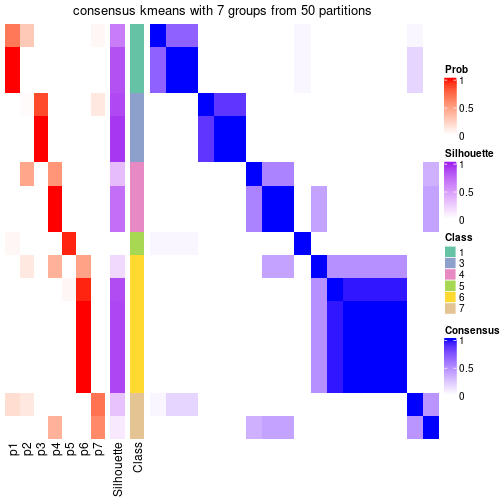 consensus kmeans with 7 groups from 50 partitions
p1
p2
p3
p4
p5
p6
p7
Silhouette
Class
Prob
1
0.5
0
Silhouette
1
0.5
0
Class
1
3
4
5
6
7
Consensus
1
0.5
0